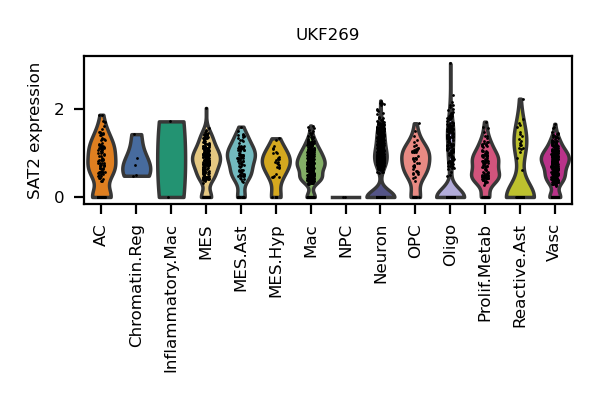 UKF269
SAT2 expression
2
0
AC
Chromatin.Reg
Inflammatory.Mac
MES
MES.Ast
MES.Hyp
Mac
NPC
Neuron
OPC
Oligo
Prolif.Metab
Reactive.Ast
Vasc